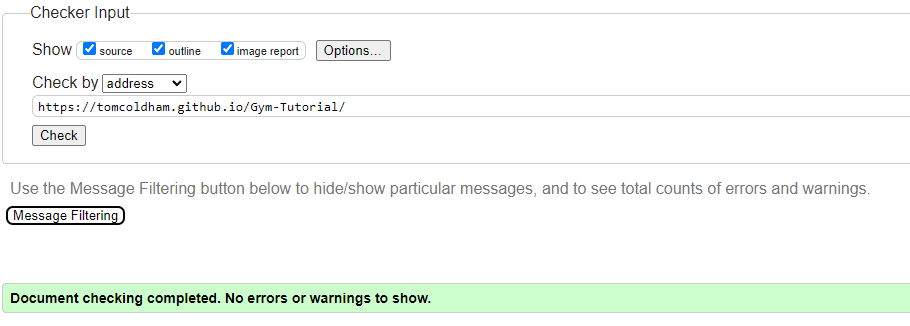 Checker Input
Show source outline image report Options...
Check by address
https://tomcoldham.github.io/Gym-Tutorial/
Check
Use the Message Filtering button below to hide/show particular messages, and to see total counts of errors and warnings.
Message Filtering
Document checking completed. No errors or warnings to show.